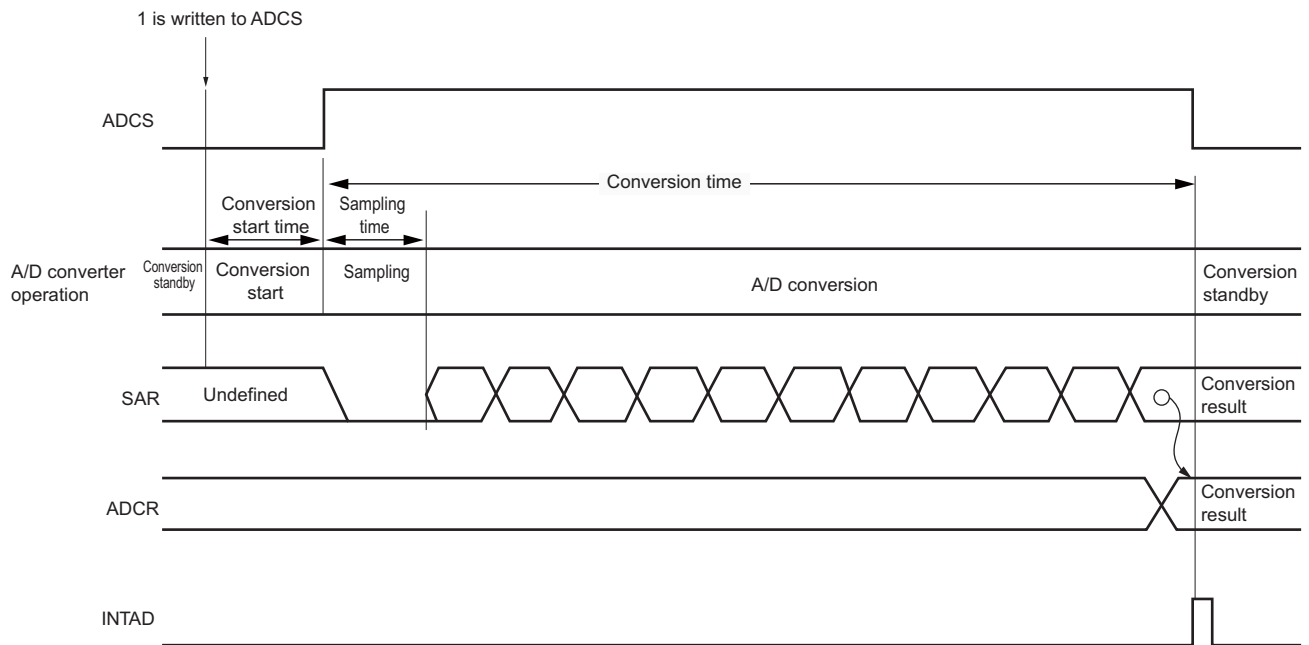 1 is written to ADCS
ADCS
Conversion time
Conversion
start time
Sampling
time
A/D converter
operation
Conversion
standby
Conversion
start
Sampling
A/D conversion
Conversion
standby
SAR
Undefined
Conversion
result
ADCR
Conversion
result
INTAD